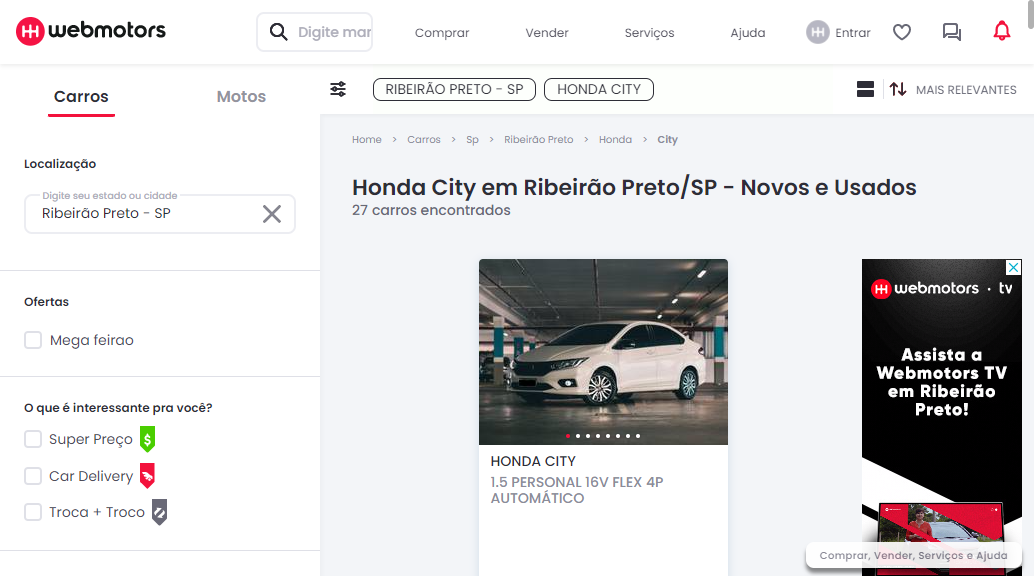 webmotors
Digite mar
Comprar
Vender
Serviços
Ajuda
Entrar
Carros
Motos
RIBEIRÃO PRETO - SP
HONDA CITY
MAIS RELEVANTES
Localização
Digite seu estado ou cidade
Ribeirão Preto - SP
Ofertas
Mega feirao
O que é interessante pra você?
Super Preço
Car Delivery
Troca + Troco
Home > Carros > Sp > Ribeirão Preto > Honda > City
Honda City em Ribeirão Preto/SP - Novos e Usados
27 carros encontrados
HONDA CITY
1.5 PERSONAL 16V FLEX 4P
AUTOMÁTICO
webmotors · tv
Assista a
Webmotors TV
em Ribeirão
Preto!
Comprar, Vender, Serviços e Ajuda